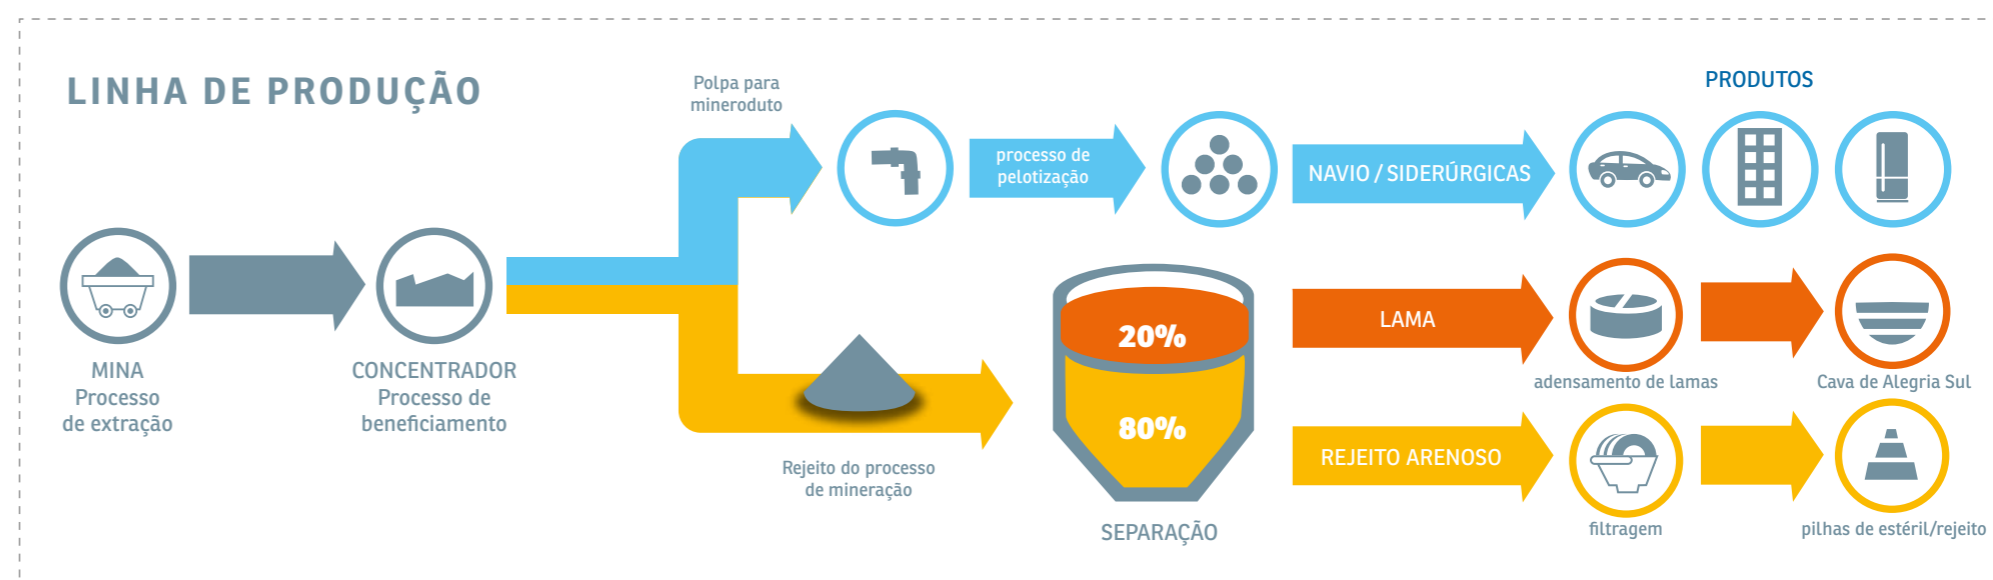 LINHA DE PRODUÇÃO
Polpa para
mineroduto
PRODUTOS
processo de
pelotização
NAVIO / SIDERÚRGICAS
MINA
Processo
de extração
CONCENTRADOR
Processo de
beneficiamento
Rejeito do processo
de mineração
20%
80%
SEPARAÇÃO
LAMA
adensamento de lamas
Cava de Alegria Sul
REJEITO ARENOSO
filtragem
pilhas de estéril/rejeito